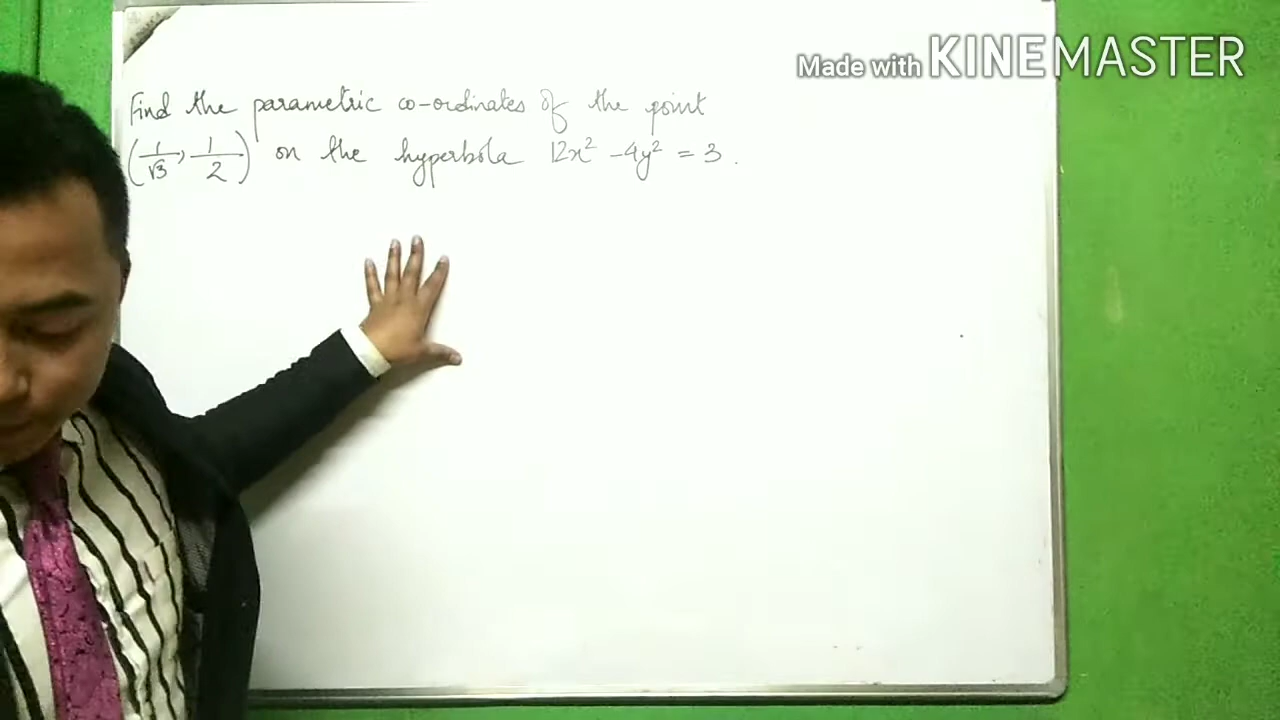 Made with KINEMASTER
Find the parametric co-ordinates of the point
(1/√3, 1/2) on the hyperbola 12x² - 4y² = 3.